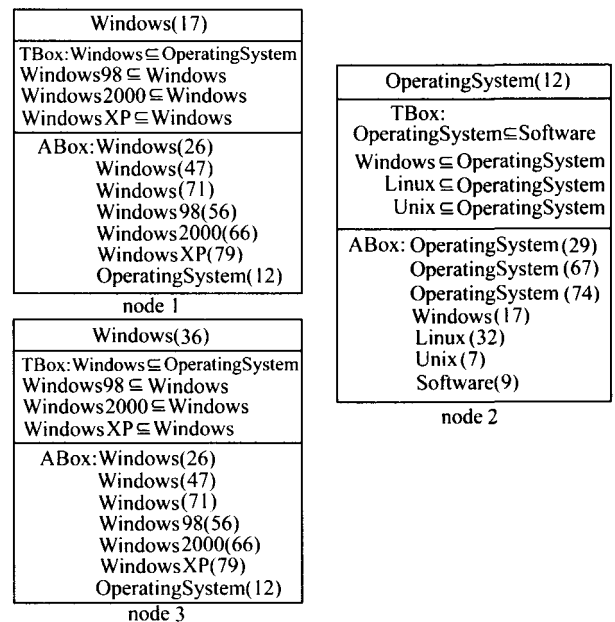 Windows(17)
TBox:Windows⊆OperatingSystem
Windows98⊆Windows
Windows2000⊆Windows
WindowsXP⊆Windows
ABox:Windows(26)
Windows(47)
Windows(71)
Windows98(56)
Windows2000(66)
WindowsXP(79)
OperatingSystem(12)
node 1
Windows(36)
TBox:Windows⊆OperatingSystem
Windows98⊆Windows
Windows2000⊆Windows
WindowsXP⊆Windows
ABox:Windows(26)
Windows(47)
Windows(71)
Windows98(56)
Windows2000(66)
WindowsXP(79)
OperatingSystem(12)
node 3
OperatingSystem(12)
TBox:
OperatingSystem⊆Software
Windows⊆OperatingSystem
Linux⊆OperatingSystem
Unix⊆OperatingSystem
ABox: OperatingSystem(29)
OperatingSystem(67)
OperatingSystem(74)
Windows(17)
Linux(32)
Unix(7)
Software(9)
node 2